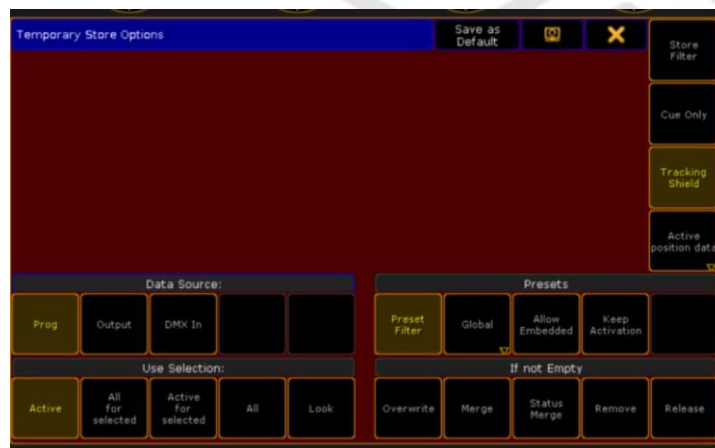 Temporary Store Options
Save as
Default
Store
Filter
Cue Only
Tracking
Shield
Active
position data
Data Source:
Presets
Prog
Output
DMX In
Preset
Filter
Global
Allow
Embedded
Keep
Activation
Use Selection:
If not Empty
Active
All
for
selected
Active
for
selected
All
Look
Overwrite
Merge
Status
Merge
Remove
Release